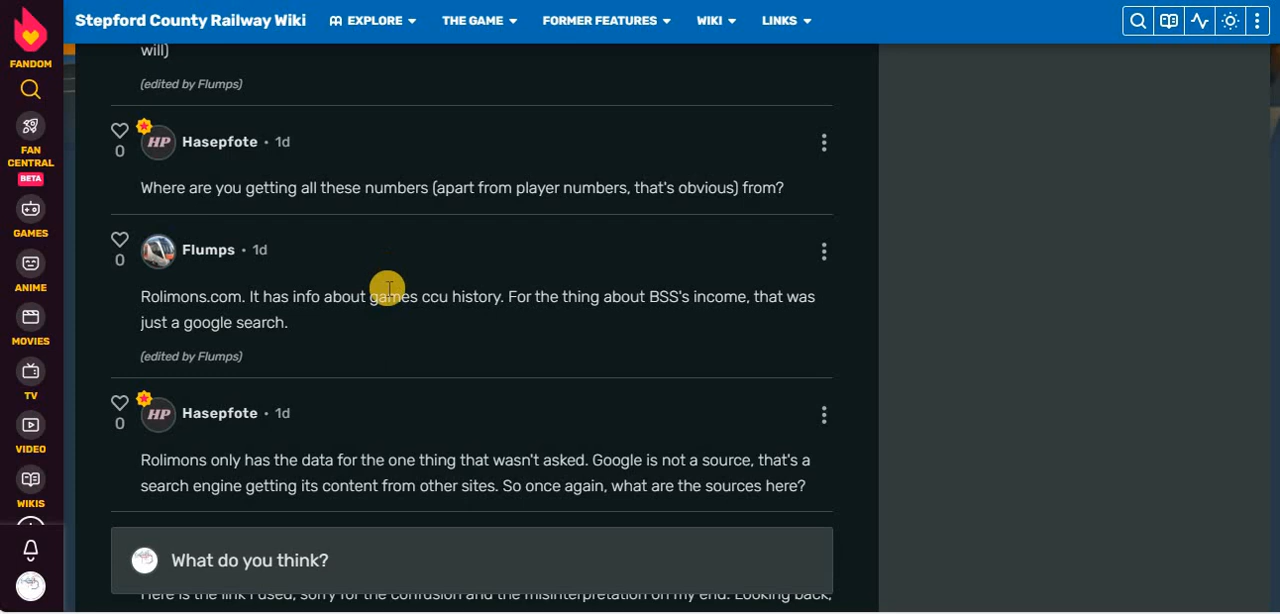 Stepford County Railway Wiki
EXPLORE
THE GAME
FORMER FEATURES
WIKI
LINKS
FANDOM
FAN
CENTRAL
BETA
GAMES
ANIME
MOVIES
TV
VIDEO
WIKIS
will)
(edited by Flumps)
0
HP
Hasepfote • 1d
Where are you getting all these numbers (apart from player numbers, that's obvious) from?
0
Flumps • 1d
Rolimons.com. It has info about games ccu history. For the thing about BSS's income, that was
just a google search.
(edited by Flumps)
0
HP
Hasepfote • 1d
Rolimons only has the data for the one thing that wasn't asked. Google is not a source, that's a
search engine getting its content from other sites. So once again, what are the sources here?
What do you think?
Here is the link I used, sorry for the confusion and the misinterpretation on my end. Looking back,